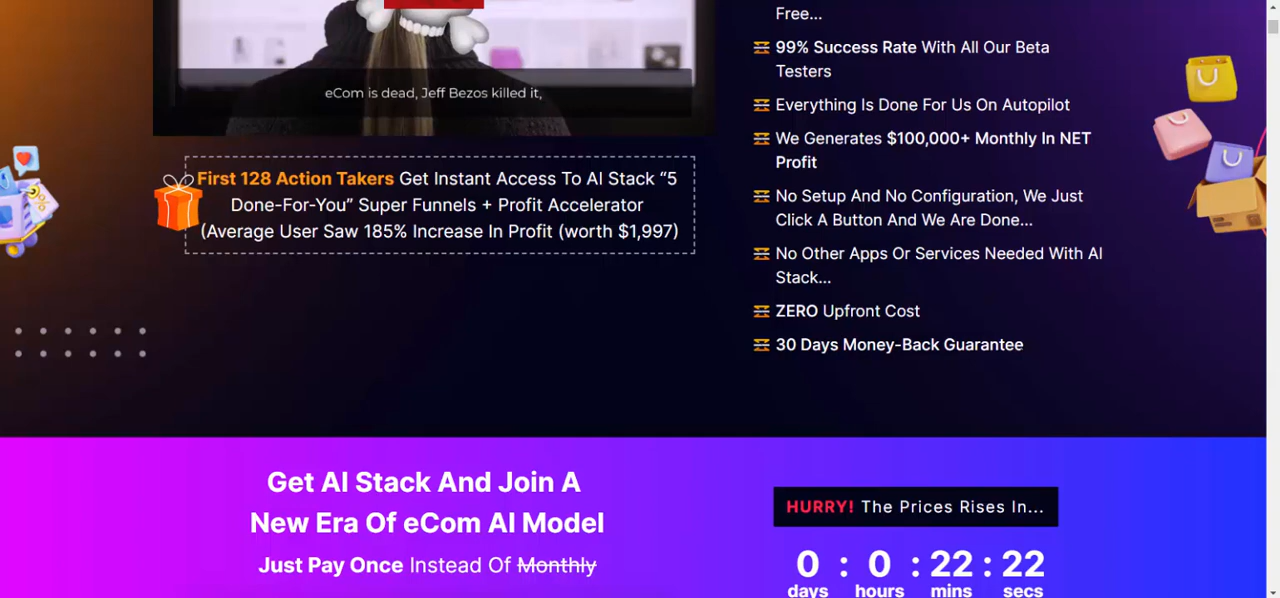 eCom is dead, Jeff Bezos killed it,
First 128 Action Takers Get Instant Access To AI Stack “5
Done-For-You” Super Funnels + Profit Accelerator
(Average User Saw 185% Increase In Profit (worth $1,997)
Free...
99% Success Rate With All Our Beta
Testers
Everything Is Done For Us On Autopilot
We Generates $100,000+ Monthly In NET
Profit
No Setup And No Configuration, We Just
Click A Button And We Are Done...
No Other Apps Or Services Needed With AI
Stack...
ZERO Upfront Cost
30 Days Money-Back Guarantee
Get AI Stack And Join A
New Era Of eCom AI Model
Just Pay Once Instead Of Monthly
HURRY! The Prices Rises In...
0 : 0 : 22 : 22
days hours mins secs